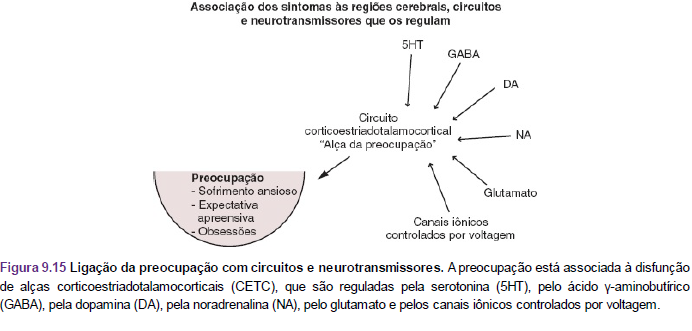 Associação dos sintomas às regiões cerebrais, circuitos
e neurotransmissores que os regulam
5HT
GABA
DA
NA
Glutamato
Canais iônicos
controlados por voltagem
Circuito
corticoestriadotalamocortical
“Alça da preocupação”
Preocupação
- Sofrimento ansioso
- Expectativa
apreensiva
- Obsessões
Figura 9.15 Ligação da preocupação com circuitos e neurotransmissores. A preocupação está associada à disfunção
de alças corticoestriadotalamocorticais (CETC), que são reguladas pela serotonina (5HT), pelo ácido γ-aminobutírico
(GABA), pela dopamina (DA), pela noradrenalina (NA), pelo glutamato e pelos canais iônicos controlados por voltagem.